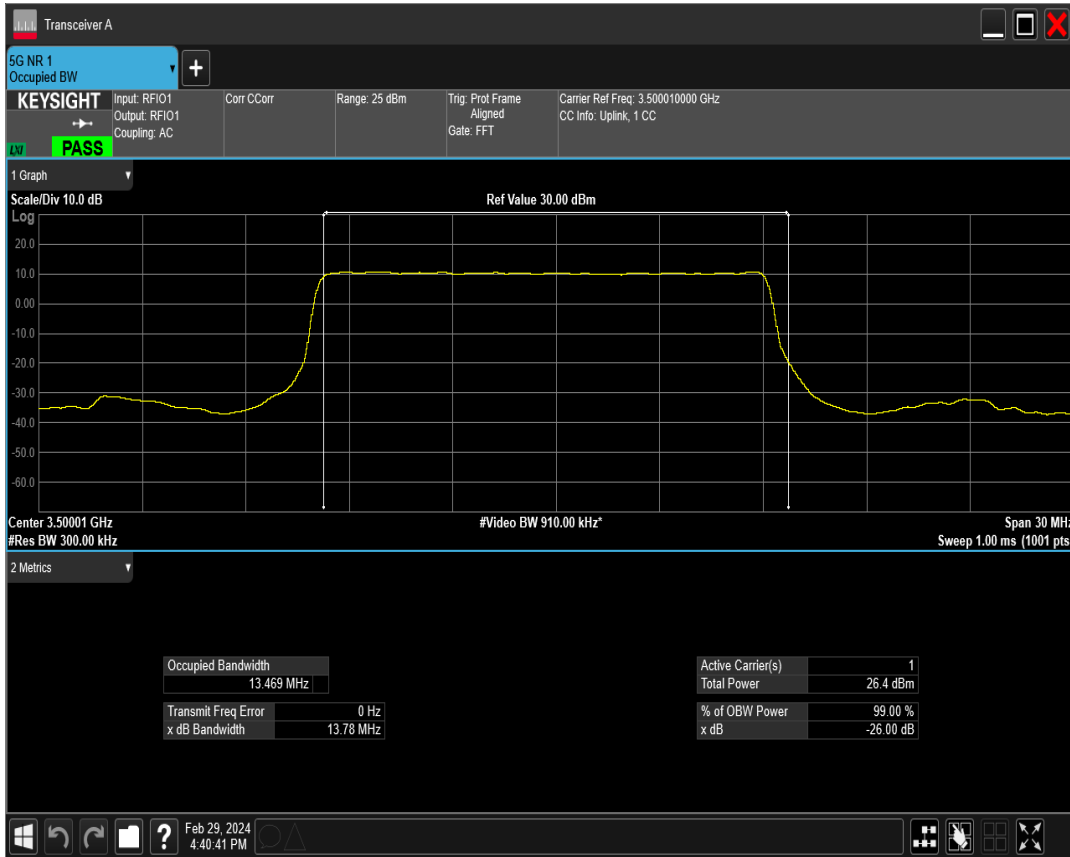 Transceiver A
5G NR 1
Occupied BW
+
KEYSIGHT
LXI
PASS
Input: RFIO1
Output: RFIO1
Coupling: AC
Corr CCorr
Range: 25 dBm
Trig: Prot Frame
Aligned
Gate: FFT
Carrier Ref Freq: 3.500010000 GHz
CC Info: Uplink, 1 CC
1 Graph
Scale/Div 10.0 dB
Ref Value 30.00 dBm
Log
20.0
10.0
0.00
-10.0
-20.0
-30.0
-40.0
-50.0
-60.0
Center 3.50001 GHz
#Video BW 910.00 kHz*
Span 30 MHz
#Res BW 300.00 kHz
Sweep 1.00 ms (1001 pts
2 Metrics
Occupied Bandwidth
13.469 MHz
Transmit Freq Error 0 Hz
x dB Bandwidth 13.78 MHz
Active Carrier(s) 1
Total Power 26.4 dBm
% of OBW Power 99.00 %
x dB -26.00 dB
?
Feb 29, 2024
4:40:41 PM